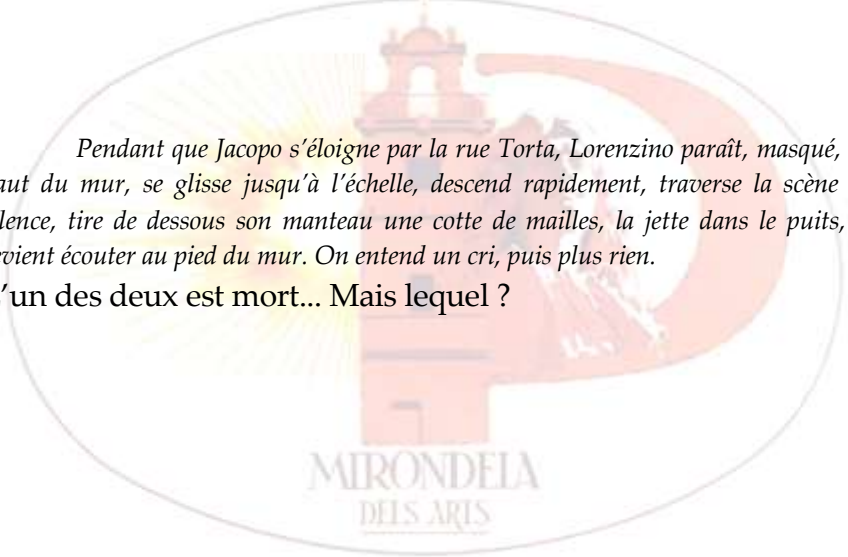 Pendant que Jacopo s'éloigne par la rue Torta, Lorenzino paraît, masqué,
aut du mur, se glisse jusqu'à l'échelle, descend rapidement, traverse la scène
lence, tire de dessous son manteau une cotte de mailles, la jette dans le puits,
evient écouter au pied du mur. On entend un cri, puis plus rien.
'un des deux est mort... Mais lequel ?
MIRONDELA
DELS ARTS